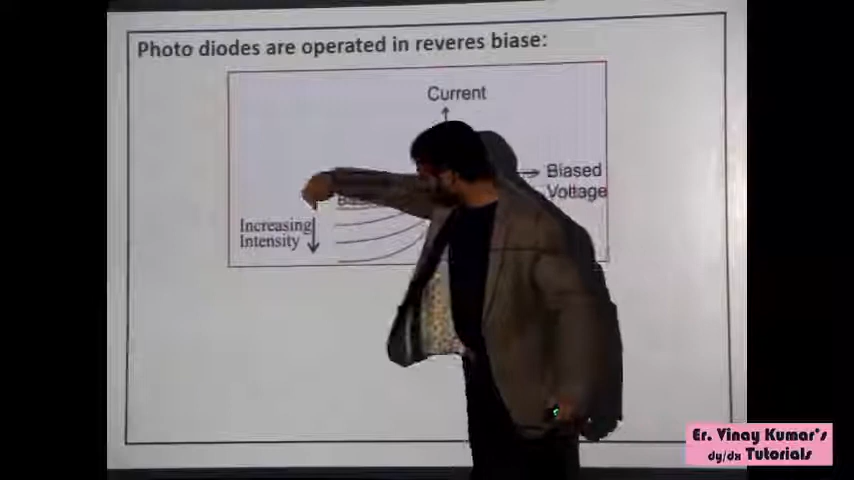 Photo diodes are operated in reveres biase:
Current
Biased
Voltage
Increasing
Intensity
Er. Vinay Kumar's
dy/dx Tutorials